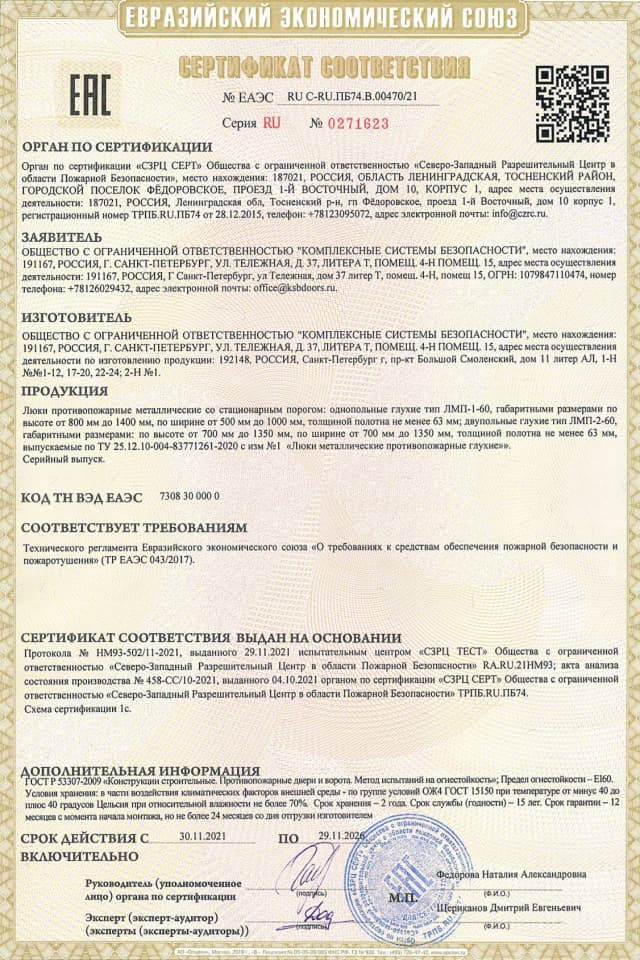 ЕВРАЗИЙСКИЙ ЭКОНОМИЧЕСКИЙ СОЮЗ
СЕРТИФИКАТ СООТВЕТСТВИЯ
ЕАС
№ ЕАЭС RU С-RU.ПБ74.В.00470/21
Серия RU № 0271623
ОРГАН ПО СЕРТИФИКАЦИИ
Орган по сертификации «СЗРЦ СЕРТ» Общества с ограниченной ответственностью «Северо-Западный Разрешительный Центр в
области Пожарной Безопасности», место нахождения: 187021, РОССИЯ, ОБЛАСТЬ ЛЕНИНГРАДСКАЯ, ТОСНЕНСКИЙ РАЙОН,
ГОРОДСКОЙ ПОСЕЛОК ФЁДОРОВСКОЕ, ПРОЕЗД 1-Й ВОСТОЧНЫЙ, ДОМ 10, КОРПУС 1, адрес места осуществления
деятельности: 187021, РОССИЯ, Ленинградская обл, Тосненский р-н, гп Фёдоровское, проезд 1-й Восточный, дом 10 корпус 1,
регистрационный номер ТРПБ.RU.ПБ74 от 28.12.2015, телефон: +78123095072, адрес электронной почты: info@czrc.ru.
ЗАЯВИТЕЛЬ
ОБЩЕСТВО С ОГРАНИЧЕННОЙ ОТВЕТСТВЕННОСТЬЮ "КОМПЛЕКСНЫЕ СИСТЕМЫ БЕЗОПАСНОСТИ", место нахождения:
191167, РОССИЯ, Г. САНКТ-ПЕТЕРБУРГ, УЛ. ТЕЛЕЖНАЯ, Д. 37, ЛИТЕРА Т, ПОМЕЩ. 4-Н ПОМЕЩ. 15, адрес места осуществления
деятельности: 191167, РОССИЯ, Г Санкт-Петербург, ул Тележная, дом 37 литер Т, помещ. 4-Н, помещ 15, ОГРН: 1079847110474, номер
телефона: +78126029432, адрес электронной почты: office@ksbdoors.ru.
ИЗГОТОВИТЕЛЬ
ОБЩЕСТВО С ОГРАНИЧЕННОЙ ОТВЕТСТВЕННОСТЬЮ "КОМПЛЕКСНЫЕ СИСТЕМЫ БЕЗОПАСНОСТИ", место нахождения:
191167, РОССИЯ, Г. САНКТ-ПЕТЕРБУРГ, УЛ. ТЕЛЕЖНАЯ, Д. 37, ЛИТЕРА Т, ПОМЕЩ. 4-Н ПОМЕЩ. 15, адрес места осуществления
деятельности по изготовлению продукции: 192148, РОССИЯ, Санкт-Петербург г, пр-кт Большой Смоленский, дом 11 литер АЛ, 1-Н
№№1-12, 17-20, 22-24; 2-Н №1.
ПРОДУКЦИЯ
Люки противопожарные металлические со стационарным порогом: однопольные глухие тип ЛМП-1-60, габаритными размерами по
высоте от 800 мм до 1400 мм, по ширине от 500 мм до 1000 мм, толщиной полотна не менее 63 мм; двупольные глухие тип ЛМП-2-60,
габаритными размерами: по высоте от 700 мм до 1350 мм, по ширине от 700 мм до 1350 мм, толщиной полотна не менее 63 мм,
выпускаемые по ТУ 25.12.10-004-83771261-2020 с изм №1 «Люки металлические противопожарные глухие»».
Серийный выпуск.
КОД ТН ВЭД ЕАЭС 7308 30 000 0
СООТВЕТСТВУЕТ ТРЕБОВАНИЯМ
Технического регламента Евразийского экономического союза «О требованиях к средствам обеспечения пожарной безопасности и
пожаротушения» (ТР ЕАЭС 043/2017).
СЕРТИФИКАТ СООТВЕТСТВИЯ ВЫДАН НА ОСНОВАНИИ
Протокола № НМ93-502/11-2021, выданного 29.11.2021 испытательным центром «СЗРЦ ТЕСТ» Общества с ограниченной
ответственностью «Северо-Западный Разрешительный Центр в области Пожарной Безопасности» RA.RU.21НМ93; акта анализа
состояния производства № 458-СС/10-2021, выданного 04.10.2021 органом по сертификации «СЗРЦ СЕРТ» Общества с ограниченной
ответственностью «Северо-Западный Разрешительный Центр в области Пожарной Безопасности» ТРПБ.RU.ПБ74.
Схема сертификации 1с.
ДОПОЛНИТЕЛЬНАЯ ИНФОРМАЦИЯ
ГОСТ Р 53307-2009 «Конструкции строительные. Противопожарные двери и ворота. Метод испытаний на огнестойкость»; Предел огнестойкости – EI60.
Условия хранения: в части воздействия климатических факторов внешней среды - по группе условий ОЖ4 ГОСТ 15150 при температуре от минус 40 до
плюс 40 градусов Цельсия при относительной влажности не более 70%. Срок хранения – 2 года. Срок службы (годности) – 15 лет. Срок гарантии – 12
месяцев с момента начала монтажа, но не более 24 месяцев со дня отгрузки изготовителем
СРОК ДЕЙСТВИЯ С 30.11.2021 ПО 29.11.2026
ВКЛЮЧИТЕЛЬНО
Руководитель (уполномоченное
лицо) органа по сертификации
(подпись)
Федорова Наталия Александровна
(Ф.И.О.)
М.П.
Эксперт (эксперт-аудитор)
(эксперты (эксперты-аудиторы))
(подпись)
Щериканов Дмитрий Евгеньевич
(Ф.И.О.)